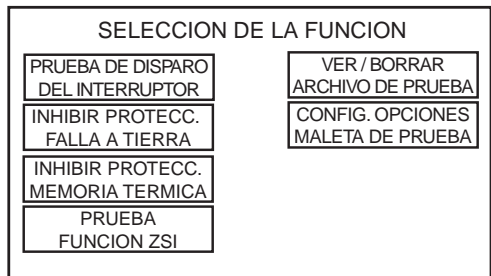 SELECCION DE LA FUNCION
PRUEBA DE DISPARO
DEL INTERRUPTOR
INHIBIR PROTECC.
FALLA A TIERRA
INHIBIR PROTECC.
MEMORIA TERMICA
PRUEBA
FUNCION ZSI
VER / BORRAR
ARCHIVO DE PRUEBA
CONFIG. OPCIONES
MALETA DE PRUEBA